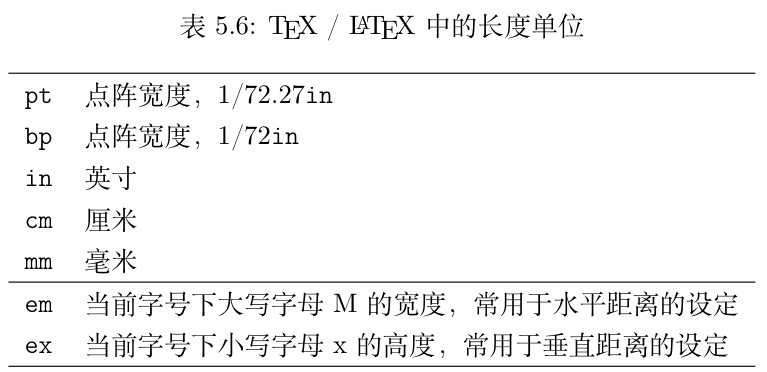 表 5.6: TEX / LATEX 中的长度单位
pt 点阵宽度，1/72.27in
bp 点阵宽度，1/72in
in 英寸
cm 厘米
mm 毫米
em 当前字号下大写字母 M 的宽度，常用于水平距离的设定
ex 当前字号下小写字母 x 的高度，常用于垂直距离的设定